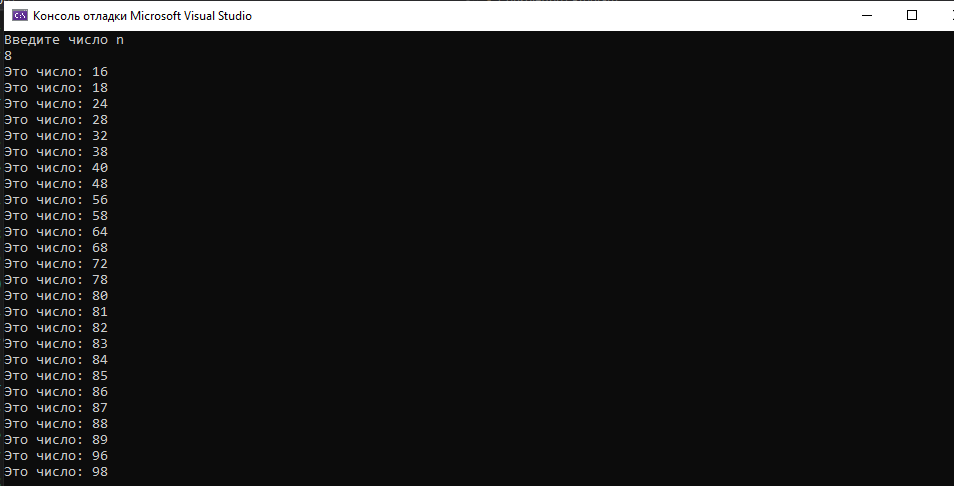 Консоль отладки Microsoft Visual Studio
Введите число n
8
Это число: 16
Это число: 18
Это число: 24
Это число: 28
Это число: 32
Это число: 38
Это число: 40
Это число: 48
Это число: 56
Это число: 58
Это число: 64
Это число: 68
Это число: 72
Это число: 78
Это число: 80
Это число: 81
Это число: 82
Это число: 83
Это число: 84
Это число: 85
Это число: 86
Это число: 87
Это число: 88
Это число: 89
Это число: 96
Это число: 98